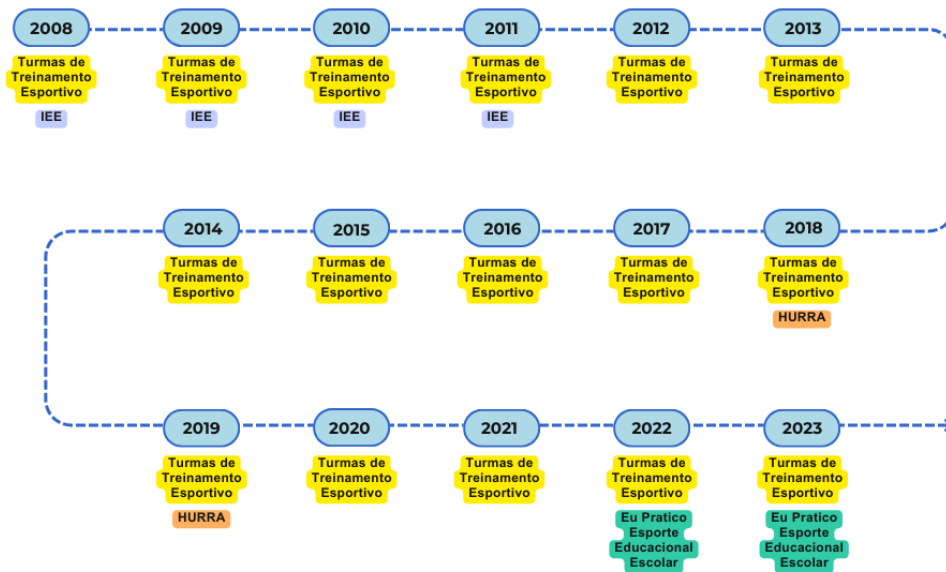 2008
Turmas de
Treinamento
Esportivo
IEE
2009
Turmas de
Treinamento
Esportivo
IEE
2010
Turmas de
Treinamento
Esportivo
IEE
2011
Turmas de
Treinamento
Esportivo
IEE
2012
Turmas de
Treinamento
Esportivo
2013
Turmas de
Treinamento
Esportivo
2014
Turmas de
Treinamento
Esportivo
2015
Turmas de
Treinamento
Esportivo
2016
Turmas de
Treinamento
Esportivo
2017
Turmas de
Treinamento
Esportivo
2018
Turmas de
Treinamento
Esportivo
HURRA
2019
Turmas de
Treinamento
Esportivo
HURRA
2020
Turmas de
Treinamento
Esportivo
2021
Turmas de
Treinamento
Esportivo
2022
Turmas de
Treinamento
Esportivo
Eu Pratico
Esporte
Educacional
Escolar
2023
Turmas de
Treinamento
Esportivo
Eu Pratico
Esporte
Educacional
Escolar